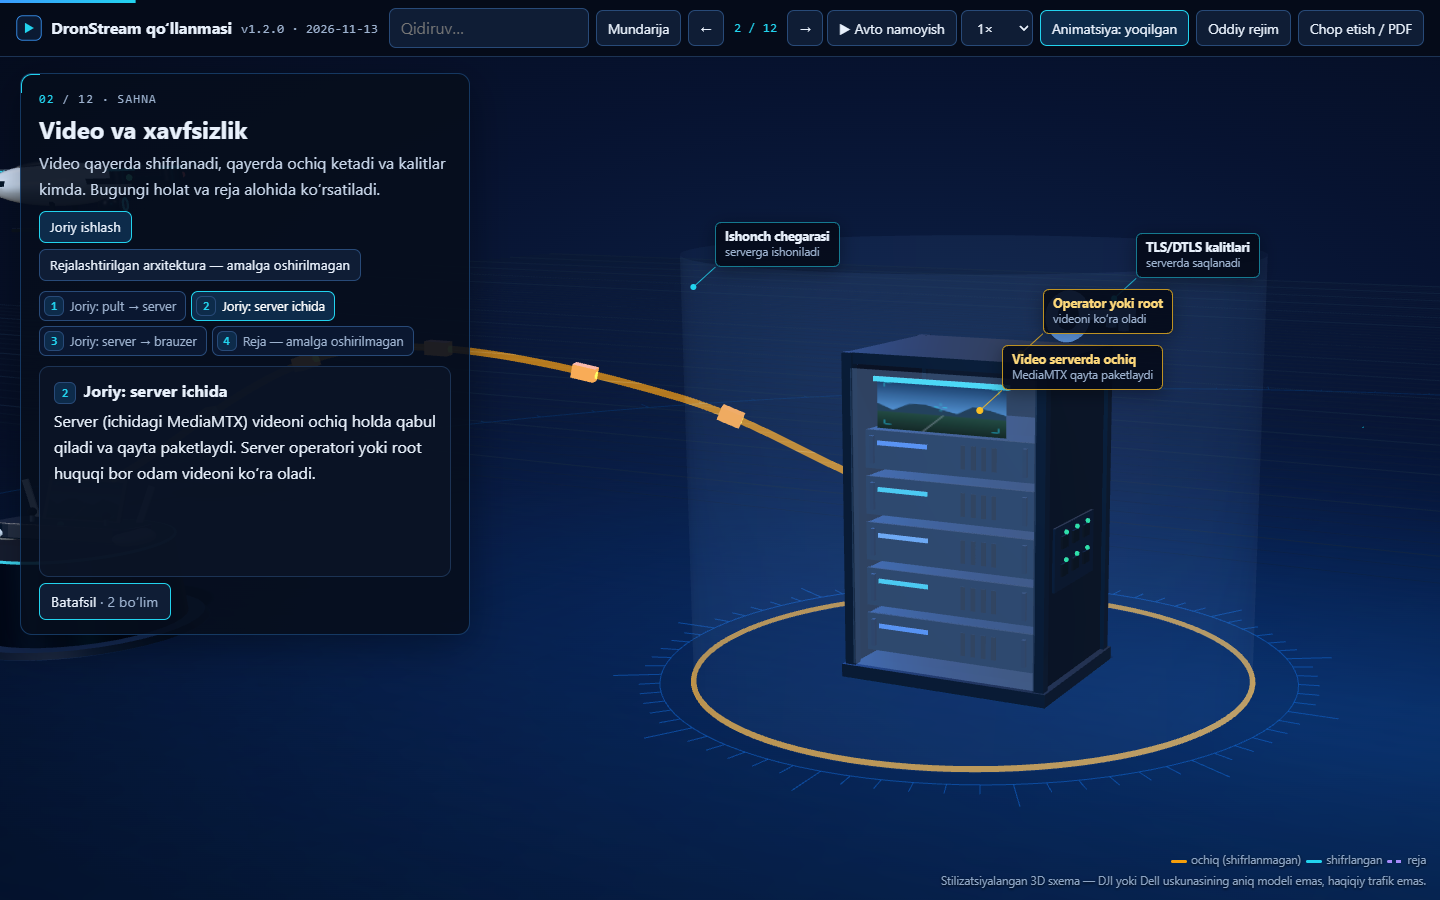 DronStream qo‘llanmasi v1.2.0 · 2026-11-13 Qidiruv... Mundarija ← 2 / 12 → ▶ Avto namoyish 1× Animatsiya: yoqilgan Oddiy rejim Chop etish / PDF
02 / 12 · SAHNA
Video va xavfsizlik
Video qayerda shifrlanadi, qayerda ochiq ketadi va kalitlar
kimda. Bugungi holat va reja alohida ko‘rsatiladi.
Joriy ishlash
Rejalashtirilgan arxitektura — amalga oshirilmagan
1 Joriy: pult → server 2 Joriy: server ichida
3 Joriy: server → brauzer 4 Reja — amalga oshirilmagan
2 Joriy: server ichida
Server (ichidagi MediaMTX) videoni ochiq holda qabul
qiladi va qayta paketlaydi. Server operatori yoki root
huquqi bor odam videoni ko‘ra oladi.
Batafsil · 2 bo‘lim
Ishonch chegarasi
serverga ishoniladi
TLS/DTLS kalitlari
serverda saqlanadi
Operator yoki root
videoni ko‘ra oladi
Video serverda ochiq
MediaMTX qayta paketlaydi
ochiq (shifrlanmagan) shifrlangan reja
Stilizatsiyalangan 3D sxema — DJI yoki Dell uskunasining aniq modeli emas, haqiqiy trafik emas.